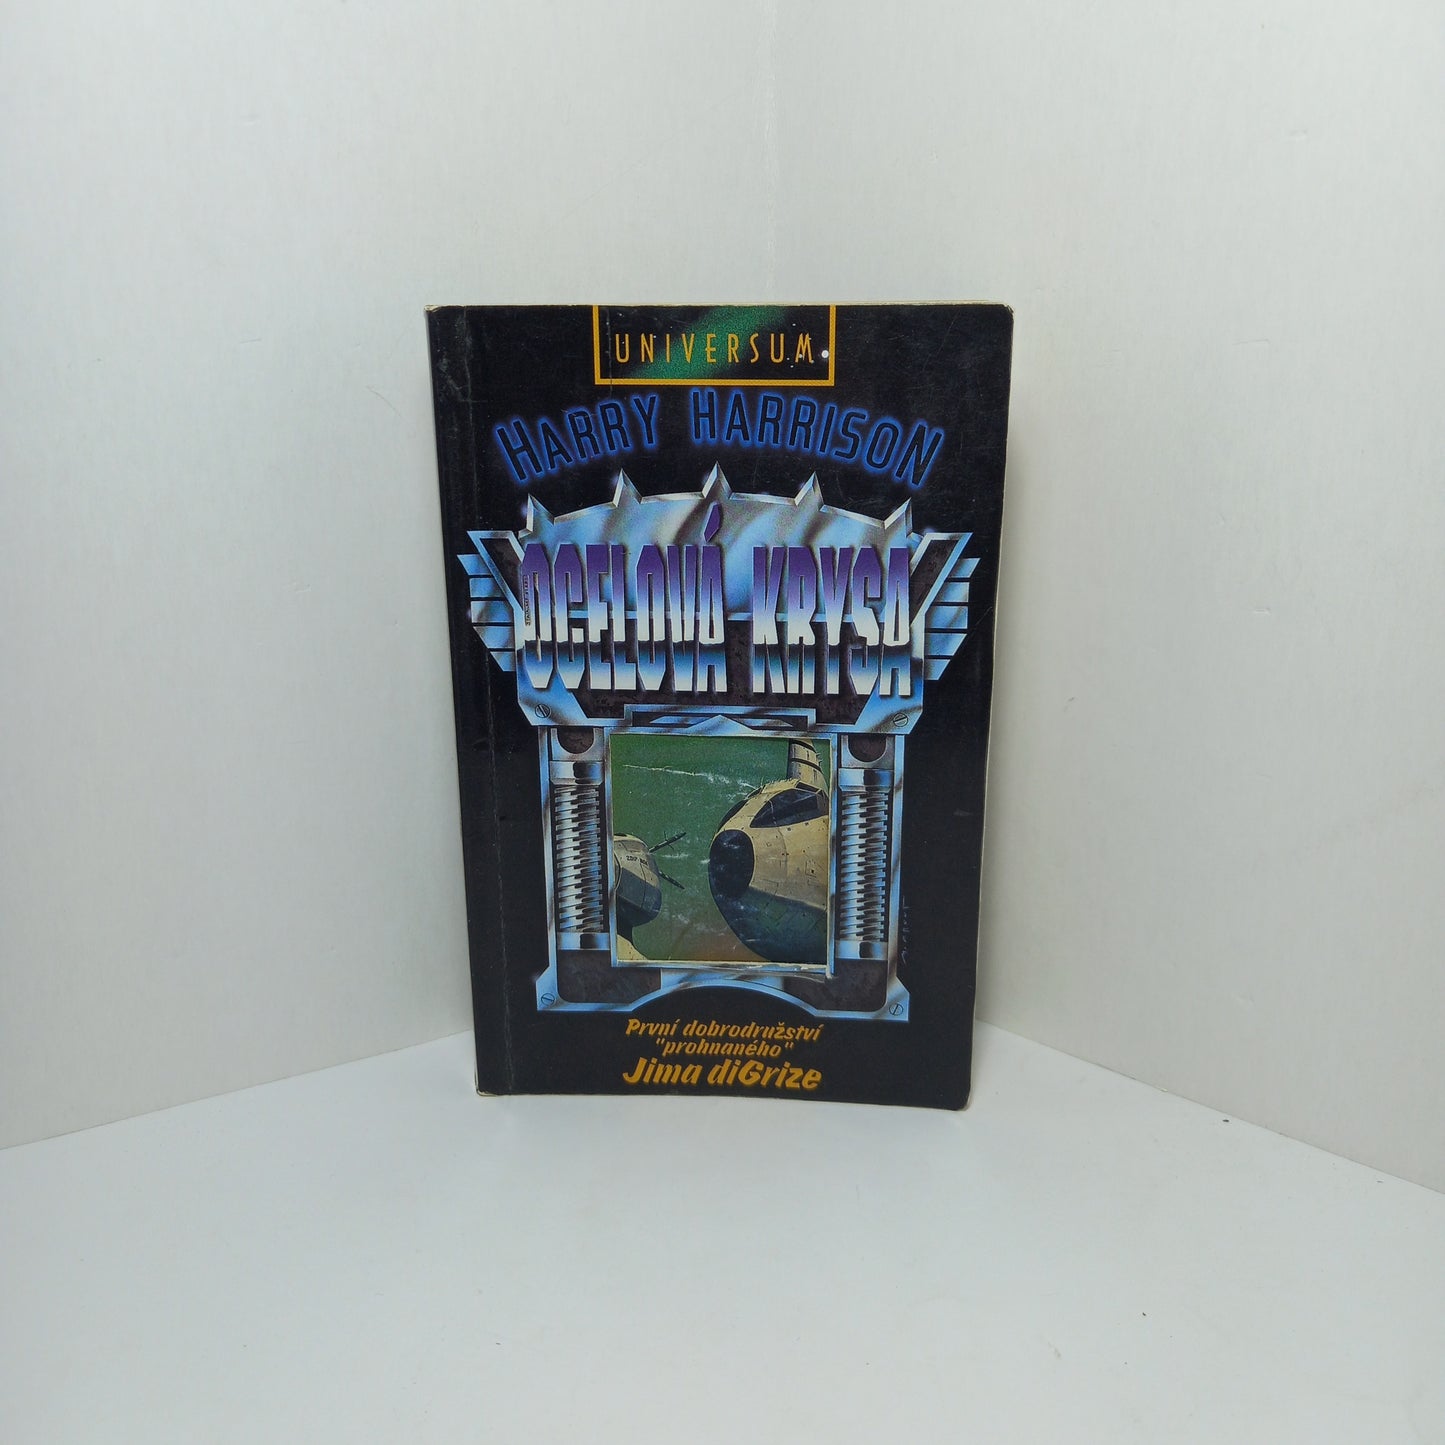 UNIVERSUM
HARRY HARRISON
OCELOVÁ KRYSA
První dobrodružství
"prohnaného"
Jima diGrize